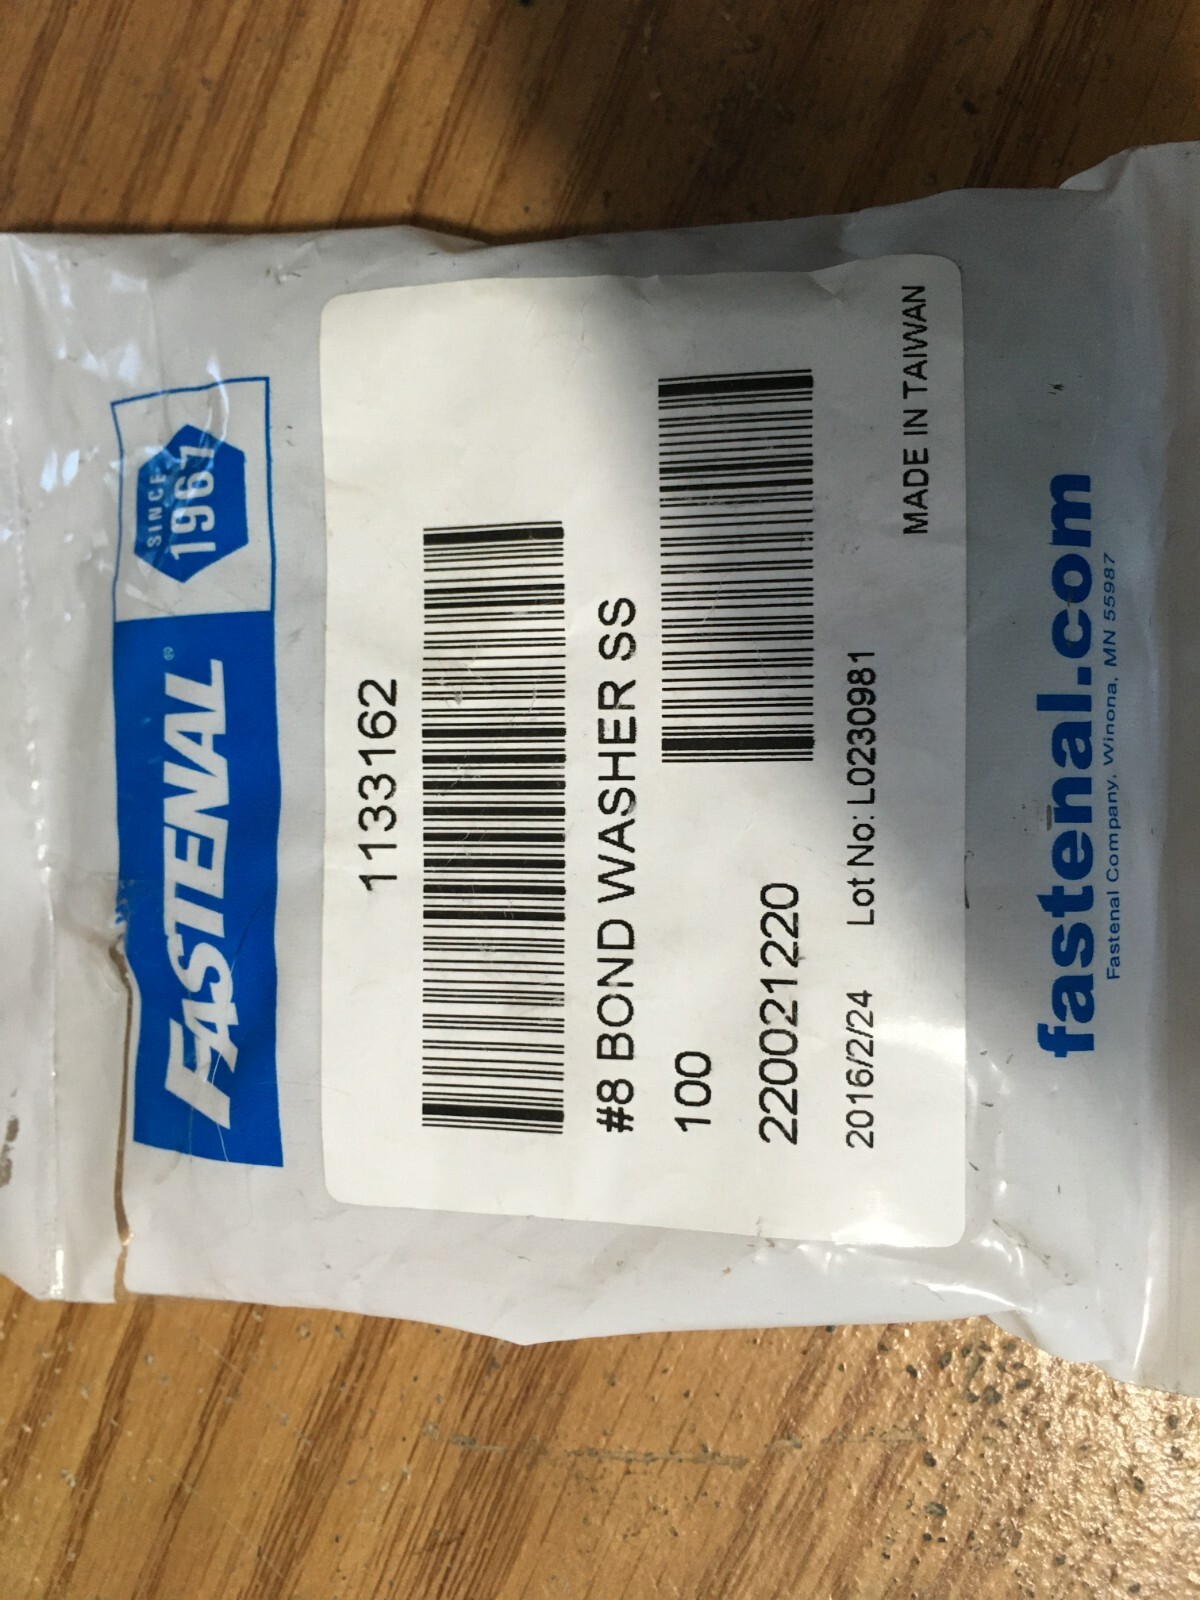 FASTENAL®
SINCE
1961
1133162
#8 BOND WASHER SS
100
220021220
2016/2/24 Lot No: L0230981
MADE IN TAIWAN
fastenal.com
Fastenal Company, Winona, MN 55987